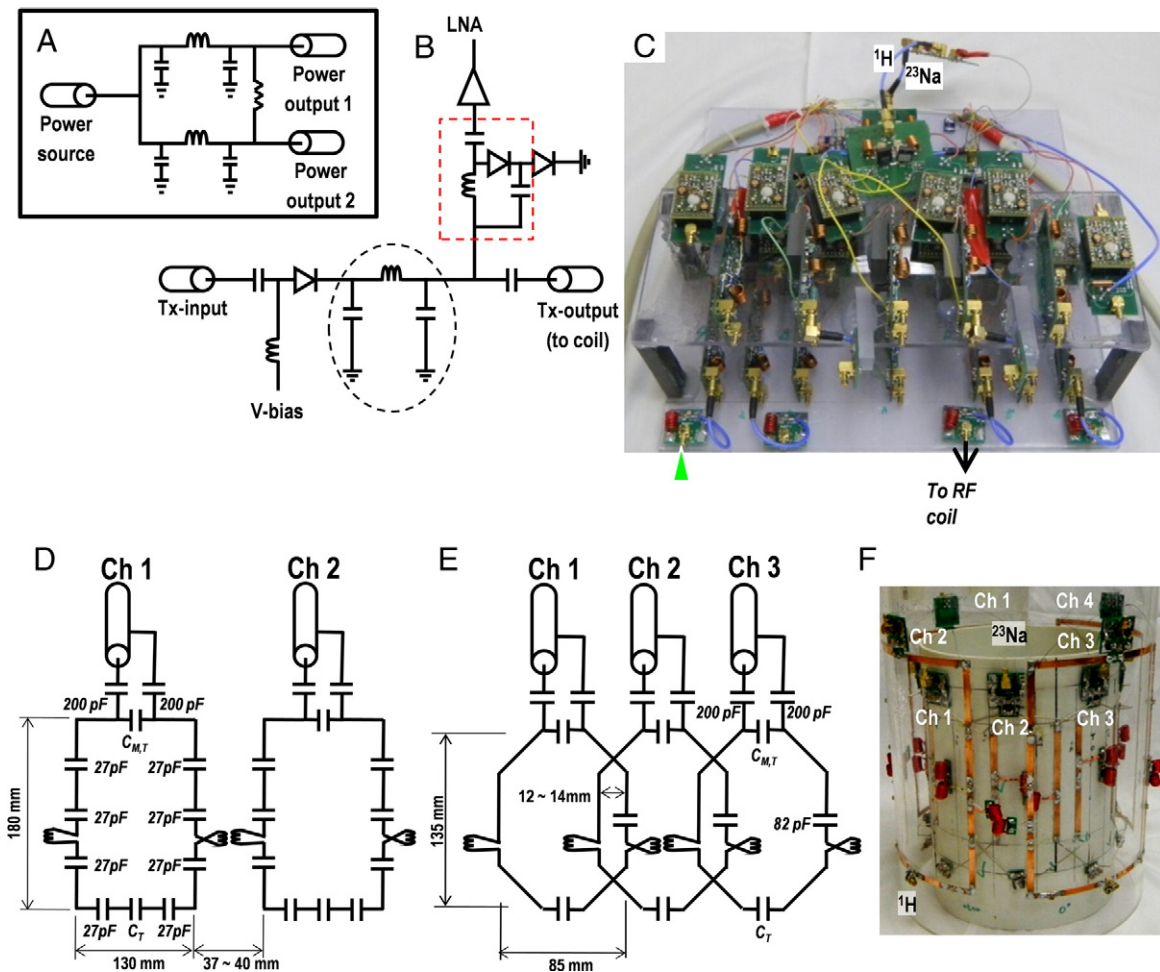 A
Power
source
Power
output 1
Power
output 2
B
LNA
Tx-input
V-bias
Tx-output
(to coil)
C
¹H
²³Na
To RF
coil
D
Ch 1
Ch 2
200 pF
200 pF
C_M,T
27pF
27pF
27pF
27pF
27pF
27pF
27pF
C_T
27pF
180 mm
130 mm
37 ~ 40 mm
E
Ch 1
Ch 2
Ch 3
200 pF
200 pF
C_M,T
12 ~ 14mm
82 pF
135 mm
C_T
85 mm
F
Ch 1
Ch 4
Ch 2
²³Na
Ch 3
Ch 1
Ch 2
Ch 3
¹H